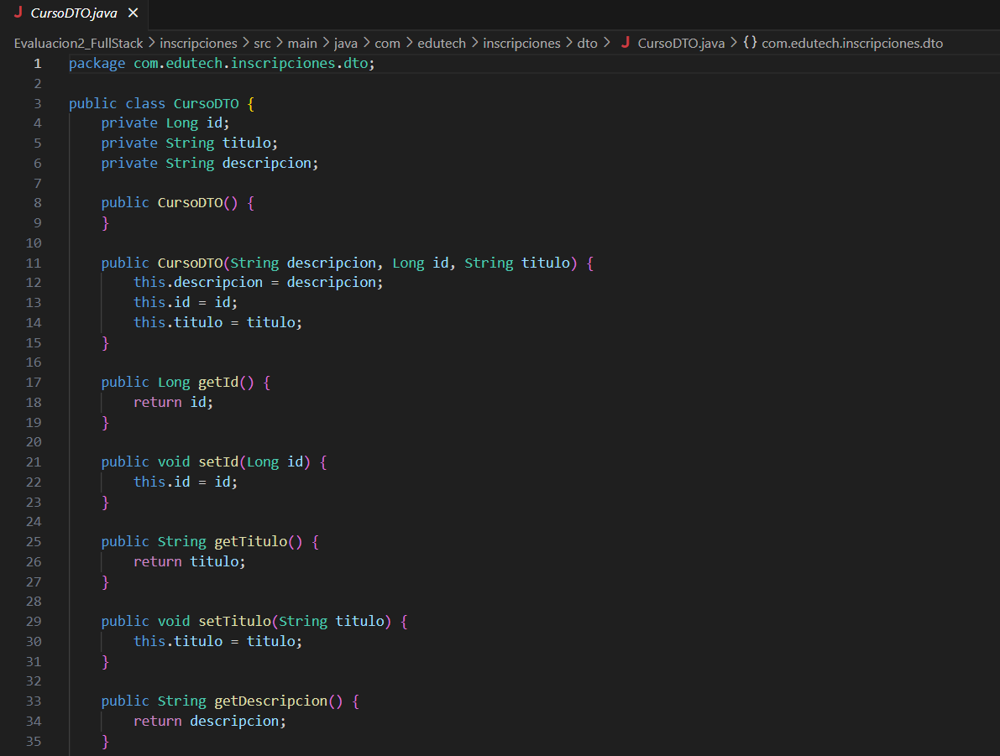 J CursoDTO.java ×
Evaluacion2_FullStack > inscripciones > src > main > java > com > edutech > inscripciones > dto > J CursoDTO.java > {} com.edutech.inscripciones.dto
1 package com.edutech.inscripciones.dto;
2
3 public class CursoDTO {
4     private Long id;
5     private String titulo;
6     private String descripcion;
7
8     public CursoDTO() {
9     }
10
11     public CursoDTO(String descripcion, Long id, String titulo) {
12         this.descripcion = descripcion;
13         this.id = id;
14         this.titulo = titulo;
15     }
16
17     public Long getId() {
18         return id;
19     }
20
21     public void setId(Long id) {
22         this.id = id;
23     }
24
25     public String getTitulo() {
26         return titulo;
27     }
28
29     public void setTitulo(String titulo) {
30         this.titulo = titulo;
31     }
32
33     public String getDescripcion() {
34         return descripcion;
35     }